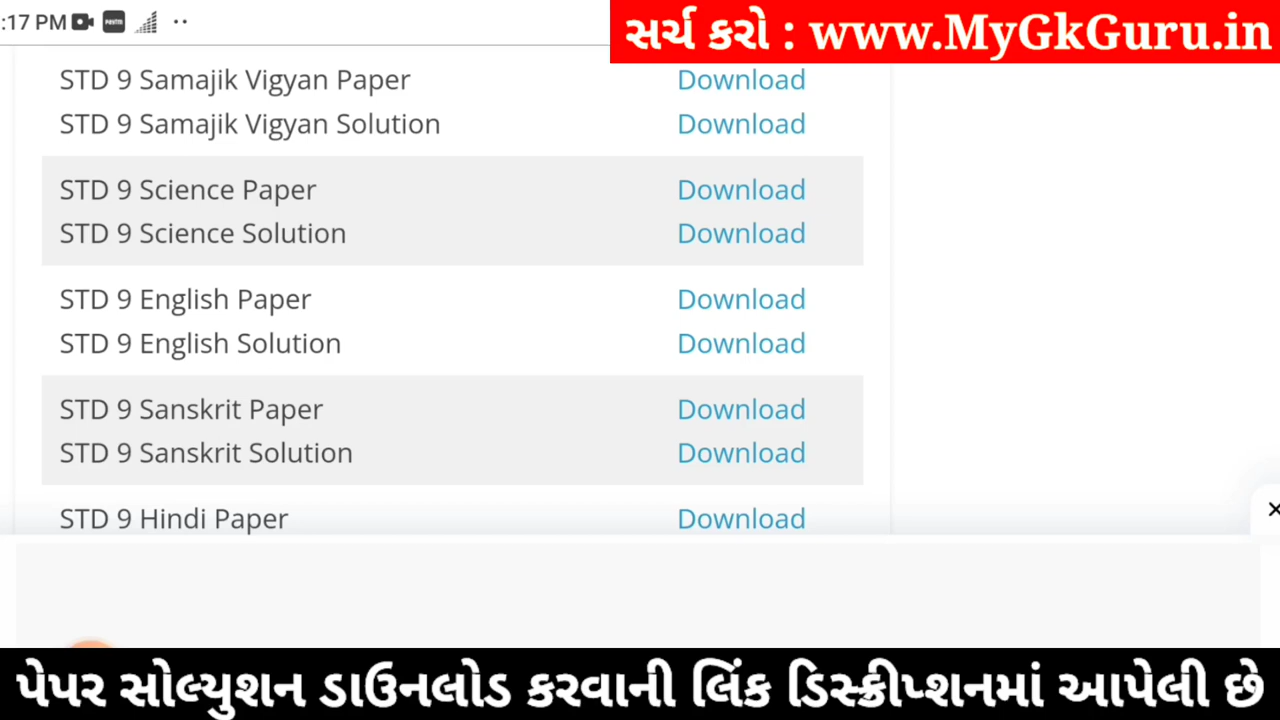 :17 PM
સર્ચ કરો : www.MyGkGuru.in
STD 9 Samajik Vigyan Paper Download
STD 9 Samajik Vigyan Solution Download
STD 9 Science Paper Download
STD 9 Science Solution Download
STD 9 English Paper Download
STD 9 English Solution Download
STD 9 Sanskrit Paper Download
STD 9 Sanskrit Solution Download
STD 9 Hindi Paper Download
પેપર સોલ્યુશન ડાઉનલોડ કરવાની લિંક ડિસ્ક્રીપ્શનમાં આપેલી છે